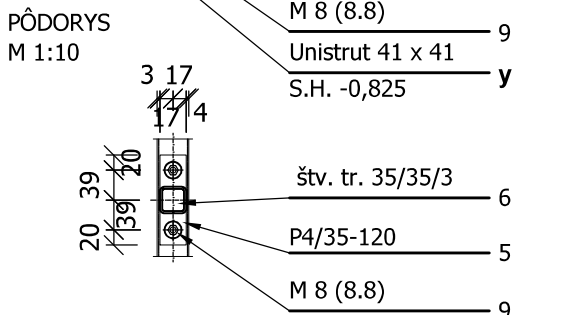 PÔDORYS
M 1:10
M 8 (8.8)
9
Unistrut 41 x 41
y
S.H. -0,825
3 17
17 4
20
39
39
20
štv. tr. 35/35/3
6
P4/35-120
5
M 8 (8.8)
9